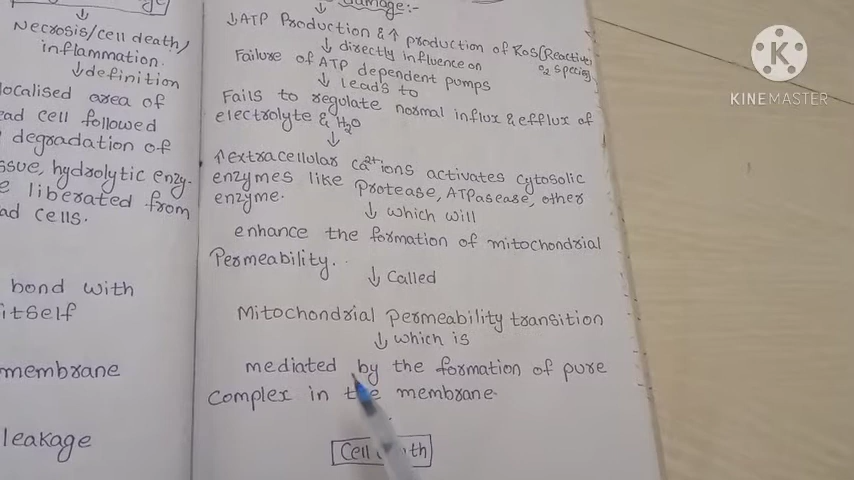 Necrosis/cell death/
inflammation.
↓definition
localised area of
ead cell followed
degradation of
ssue, hydrolytic enzy-
e liberated from
ad cells.
bond with
itself
membrane
leakage
damage:-
↓ATP Production & ↑ production of ROS(Reactive
O2 species
↓ directly influence on
Failure of ATP dependent pumps
↓ leads to
Fails to regulate normal influx & efflux of
electrolyte & H2O
↓
↑extracellular Ca2+ions activates cytosolic
enzymes like Protease, ATPasease, other
enzyme.
↓ which will
enhance the formation of mitochondrial
Permeability..
↓ Called
Mitochondrial Permeability transition
↓ which is
mediated by the formation of pure
Complex in the membrane.
Cell death
KINEMASTER